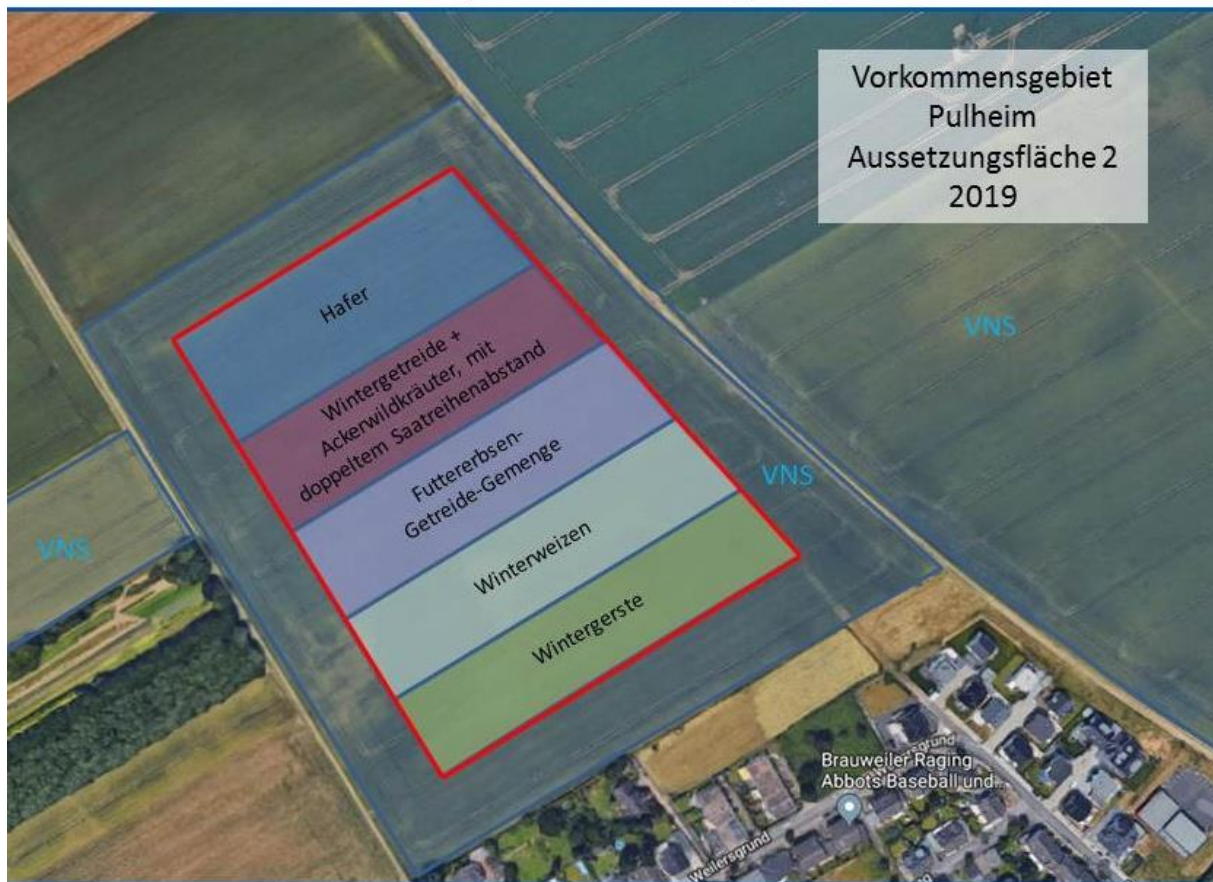 Vorkommensgebiet
Pulheim
Aussetzungsfläche 2
2019
VNS
Hafer
Wintergetreide +
Ackerwildkräuter, mit
doppeltem Saatreihenabstand
Futtererbsen-
Getreide-Gemenge
VNS
VNS
Winterweizen
Wintergerste
Brauweiler Raging
Abbots Baseball und...
Weilersgrund